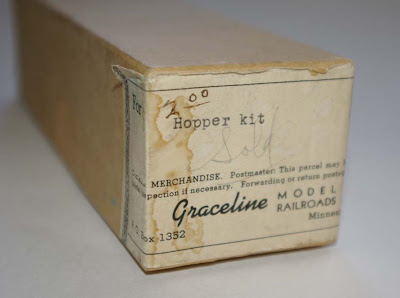 For
2.00
Hopper kit
Sold
MERCHANDISE. Postmaster: This parcel may
inspection if necessary. Forwarding or return postage
Graceline MODEL
RAILROADS
P.O. Box 1352